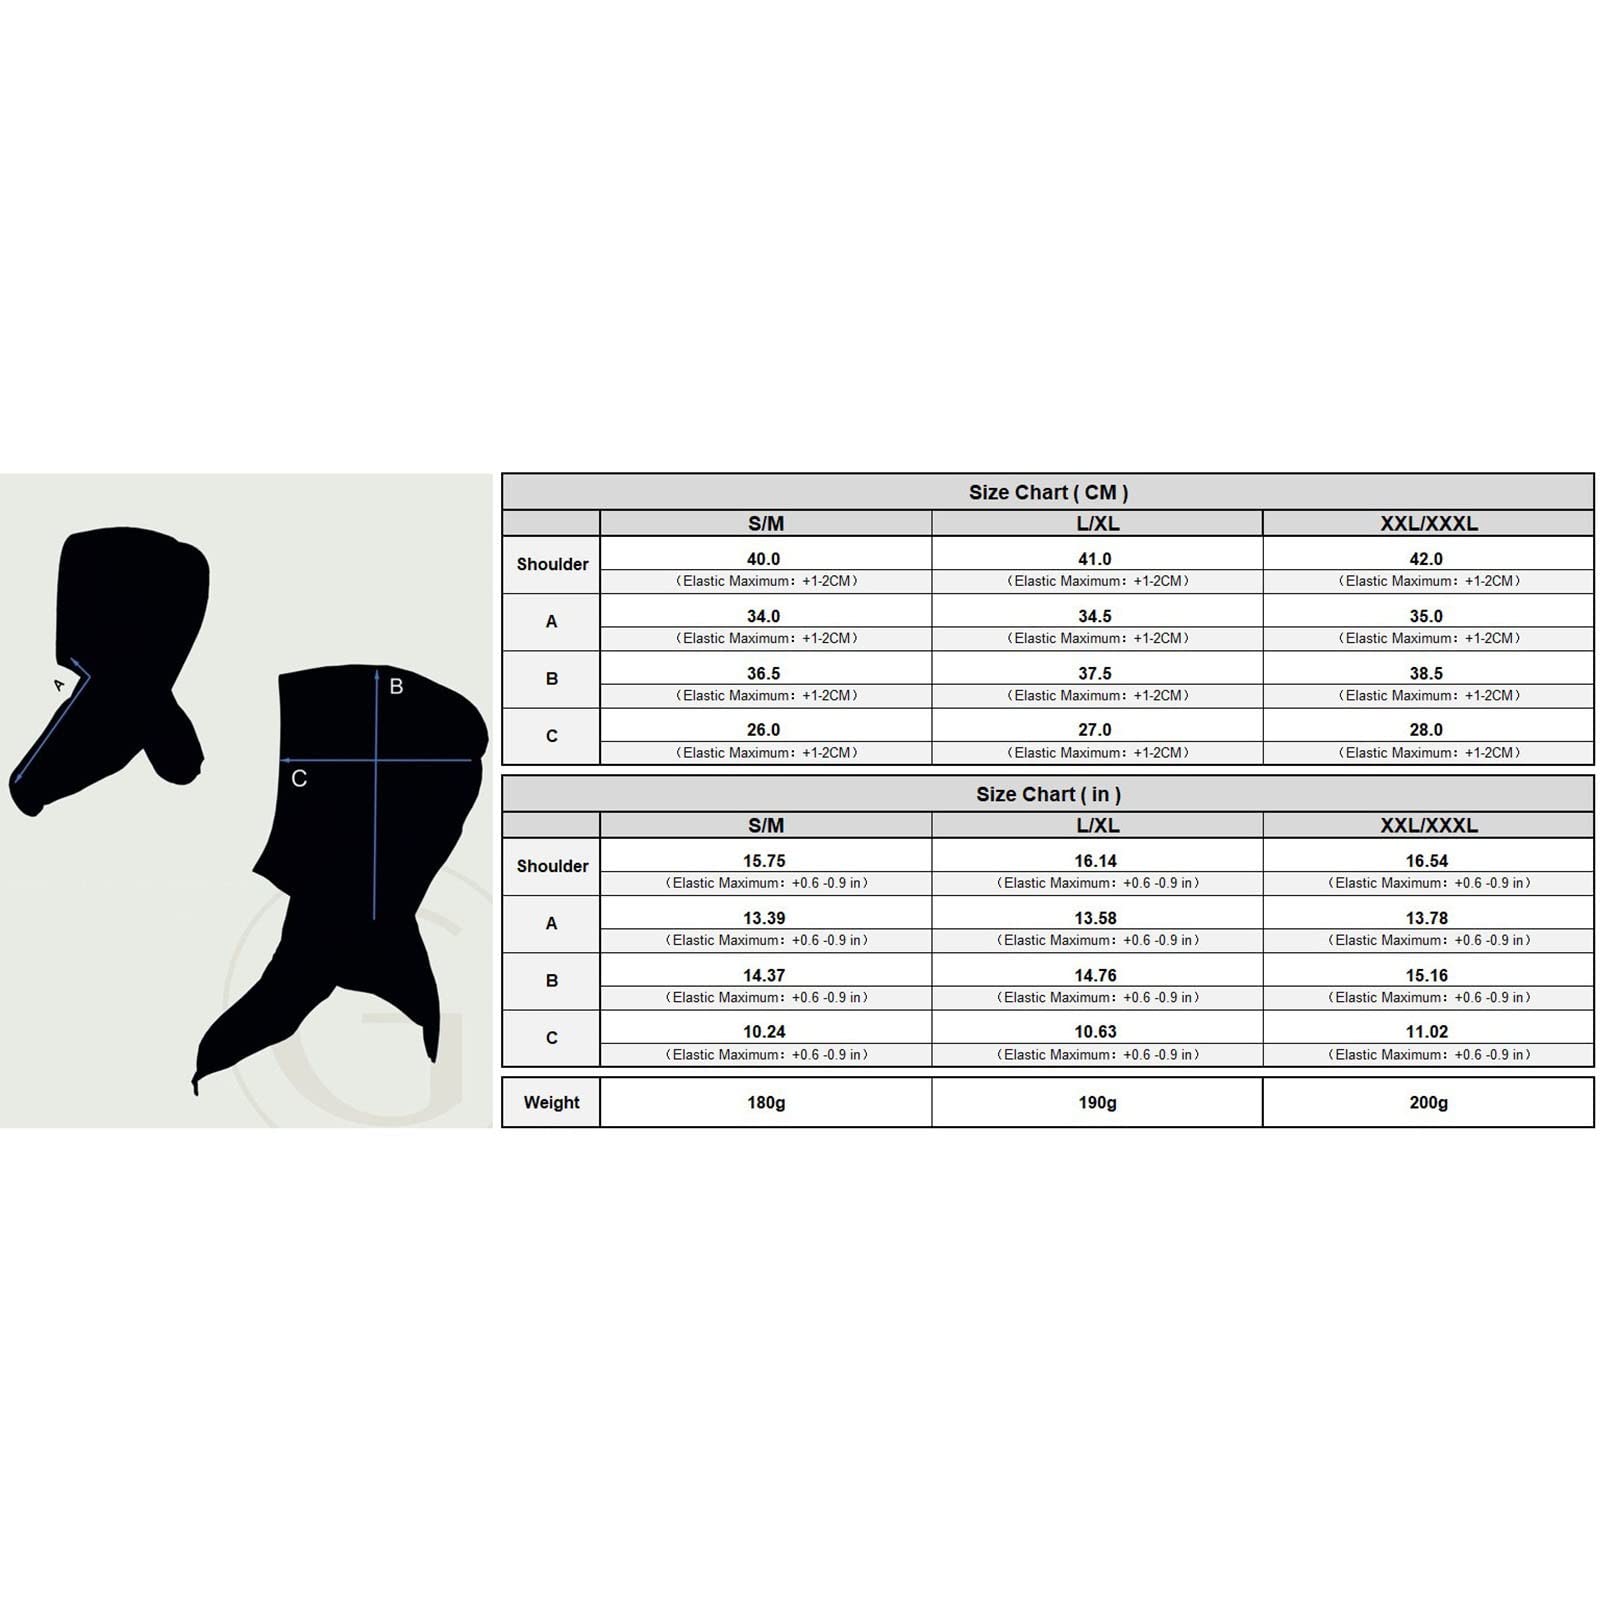 A
B
C
Size Chart ( CM )
S/M L/XL XXL/XXXL
Shoulder 40.0 41.0 42.0
（Elastic Maximum：+1-2CM） （Elastic Maximum：+1-2CM） （Elastic Maximum：+1-2CM）
A 34.0 34.5 35.0
（Elastic Maximum：+1-2CM） （Elastic Maximum：+1-2CM） （Elastic Maximum：+1-2CM）
B 36.5 37.5 38.5
（Elastic Maximum：+1-2CM） （Elastic Maximum：+1-2CM） （Elastic Maximum：+1-2CM）
C 26.0 27.0 28.0
（Elastic Maximum：+1-2CM） （Elastic Maximum：+1-2CM） （Elastic Maximum：+1-2CM）
Size Chart ( in )
S/M L/XL XXL/XXXL
Shoulder 15.75 16.14 16.54
（Elastic Maximum：+0.6 -0.9 in） （Elastic Maximum：+0.6 -0.9 in） （Elastic Maximum：+0.6 -0.9 in）
A 13.39 13.58 13.78
（Elastic Maximum：+0.6 -0.9 in） （Elastic Maximum：+0.6 -0.9 in） （Elastic Maximum：+0.6 -0.9 in）
B 14.37 14.76 15.16
（Elastic Maximum：+0.6 -0.9 in） （Elastic Maximum：+0.6 -0.9 in） （Elastic Maximum：+0.6 -0.9 in）
C 10.24 10.63 11.02
（Elastic Maximum：+0.6 -0.9 in） （Elastic Maximum：+0.6 -0.9 in） （Elastic Maximum：+0.6 -0.9 in）
Weight 180g 190g 200g
G